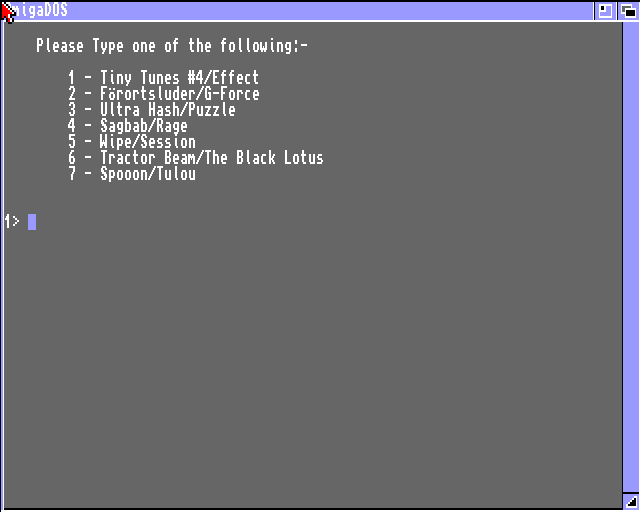 AmigaDOS
Please Type one of the following:-
1 - Tiny Tunes #4/Effect
2 - Förortsluder/G-Force
3 - Ultra Hash/Puzzle
4 - Sagbab/Rage
5 - Wipe/Session
6 - Tractor Beam/The Black Lotus
7 - Spooon/Tulou
1>